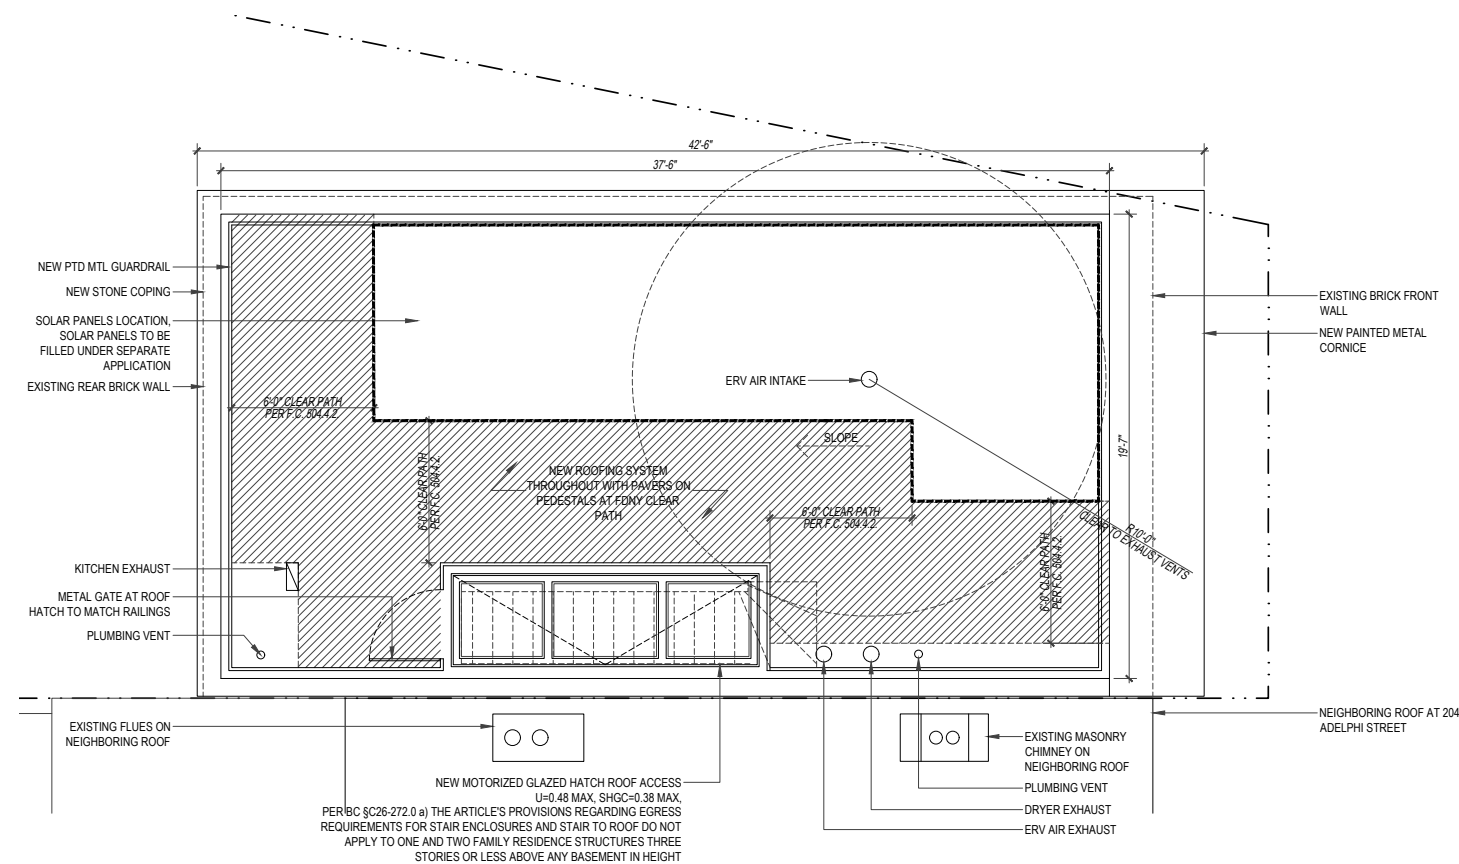 42'-6"
37'-6"
NEW PTD MTL GUARDRAIL
NEW STONE COPING
SOLAR PANELS LOCATION,
SOLAR PANELS TO BE
FILLED UNDER SEPARATE
APPLICATION
EXISTING REAR BRICK WALL
EXISTING BRICK FRONT
WALL
NEW PAINTED METAL
CORNICE
ERV AIR INTAKE
6'-0" CLEAR PATH
PER F.C. 504.4.2.
SLOPE
19'-7"
6'-0" CLEAR PATH
PER F.C. 504.4.2.
NEW ROOFING SYSTEM
THROUGHOUT WITH PAVERS ON
PEDESTALS AT FDNY CLEAR
PATH
6'-0" CLEAR PATH
PER F.C. 504.4.2.
R10'-0"
CLEAR TO EXHAUST VENTS
6'-0" CLEAR PATH
PER F.C. 504.4.2.
KITCHEN EXHAUST
METAL GATE AT ROOF
HATCH TO MATCH RAILINGS
PLUMBING VENT
EXISTING FLUES ON
NEIGHBORING ROOF
NEIGHBORING ROOF AT 204
ADELPHI STREET
EXISTING MASONRY
CHIMNEY ON
NEIGHBORING ROOF
PLUMBING VENT
DRYER EXHAUST
ERV AIR EXHAUST
NEW MOTORIZED GLAZED HATCH ROOF ACCESS
U=0.48 MAX, SHGC=0.38 MAX,
PER BC §C26-272.0 a) THE ARTICLE'S PROVISIONS REGARDING EGRESS
REQUIREMENTS FOR STAIR ENCLOSURES AND STAIR TO ROOF DO NOT
APPLY TO ONE AND TWO FAMILY RESIDENCE STRUCTURES THREE
STORIES OR LESS ABOVE ANY BASEMENT IN HEIGHT